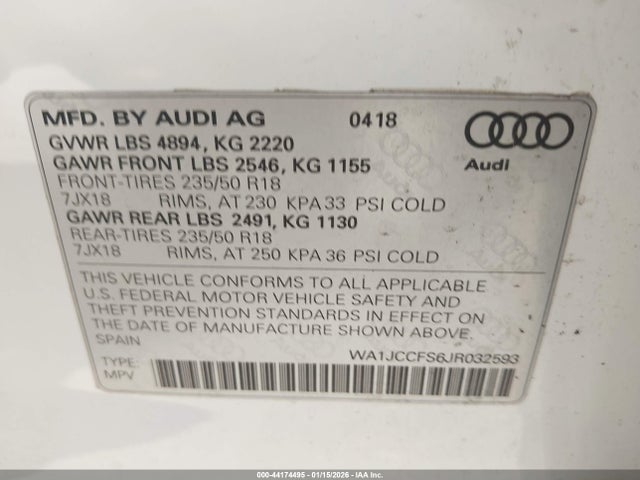 MFD. BY AUDI AG 0418
GVWR LBS 4894, KG 2220
GAWR FRONT LBS 2546, KG 1155
Audi
FRONT-TIRES 235/50 R18
7JX18 RIMS, AT 230 KPA 33 PSI COLD
GAWR REAR LBS 2491, KG 1130
REAR-TIRES 235/50 R18
7JX18 RIMS, AT 250 KPA 36 PSI COLD
THIS VEHICLE CONFORMS TO ALL APPLICABLE
U.S. FEDERAL MOTOR VEHICLE SAFETY AND
THEFT PREVENTION STANDARDS IN EFFECT ON
THE DATE OF MANUFACTURE SHOWN ABOVE.
SPAIN
WA1JCCFS6JR032593
TYPE:
MPV
000-44174495 - 01/15/2026 - IAA Inc.